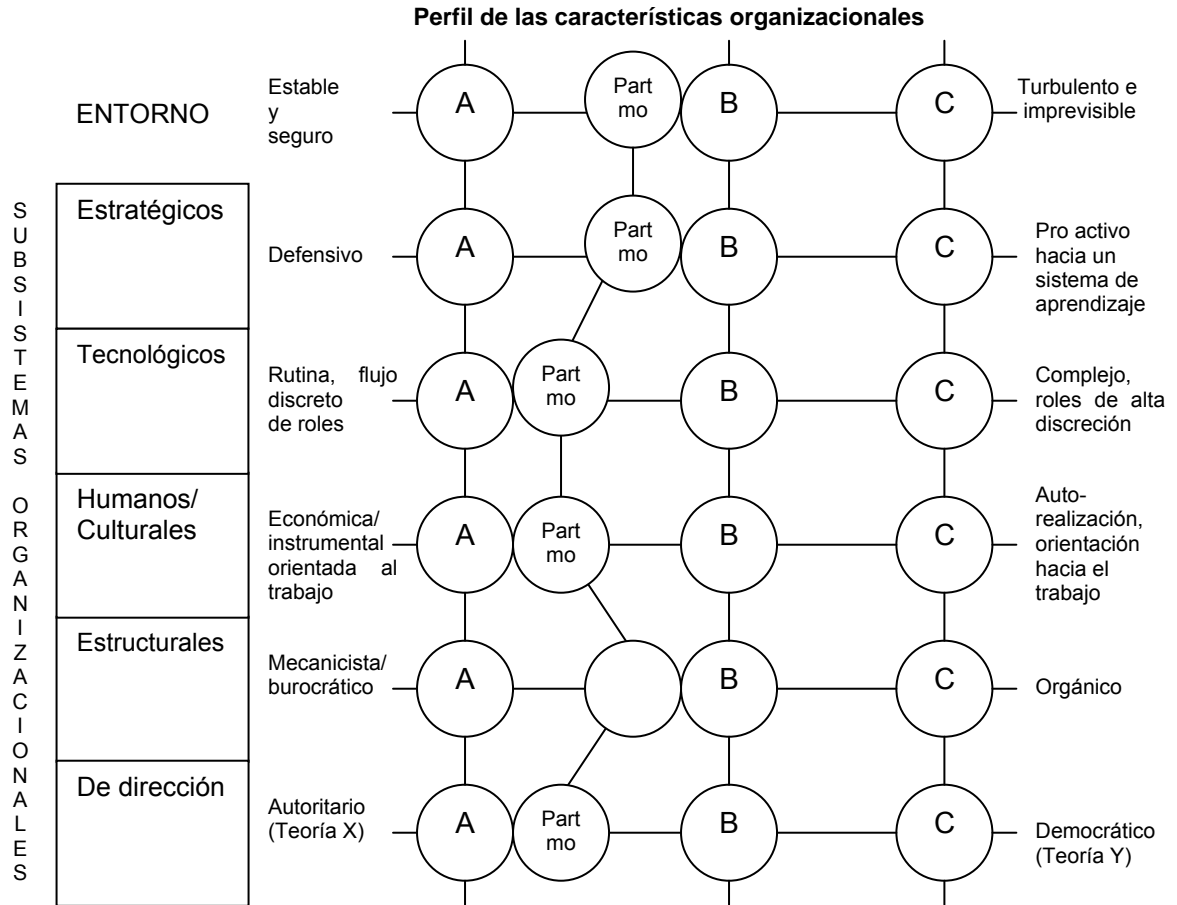 Perfil de las características organizacionales
ENTORNO
Estable
y
seguro
A
Part
mo
B
C
Turbulento e
imprevisible
S
U
B
S
I
S
T
E
M
A
S
O
R
G
A
N
I
Z
A
C
I
O
N
A
L
E
S
Estratégicos
Defensivo
A
Part
mo
B
C
Pro activo
hacia un
sistema de
aprendizaje
Tecnológicos
Rutina, flujo
discreto
de roles
A
Part
mo
B
C
Complejo,
roles de alta
discreción
Humanos/
Culturales
Económica/
instrumental
orientada al
trabajo
A
Part
mo
B
C
Auto-
realización,
orientación
hacia el
trabajo
Estructurales
Mecanicista/
burocrático
A
B
C
Orgánico
De dirección
Autoritario
(Teoría X)
A
Part
mo
B
C
Democrático
(Teoría Y)